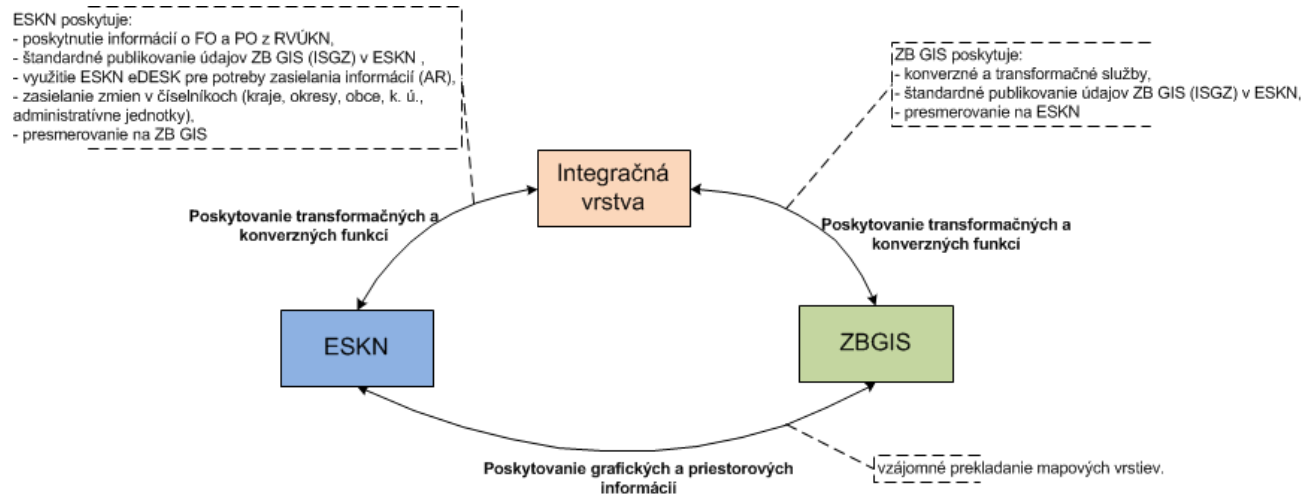 ESKN poskytuje:
- poskytnutie informácií o FO a PO z RVÚKN,
- štandardné publikovanie údajov ZB GIS (ISGZ) v ESKN ,
- využitie ESKN eDESK pre potreby zasielania informácií (AR),
- zasielanie zmien v číselníkoch (kraje, okresy, obce, k. ú.,
administratívne jednotky),
- presmerovanie na ZB GIS
ZB GIS poskytuje:
- konverzné a transformačné služby,
- štandardné publikovanie údajov ZB GIS (ISGZ) v ESKN,
- presmerovanie na ESKN
Integračná
vrstva
Poskytovanie transformačných a
konverzných funkcí
Poskytovanie transformačných a
konverzných funkcí
ESKN
ZBGIS
Poskytovanie grafických a priestorových
informácií
vzájomné prekladanie mapových vrstiev.